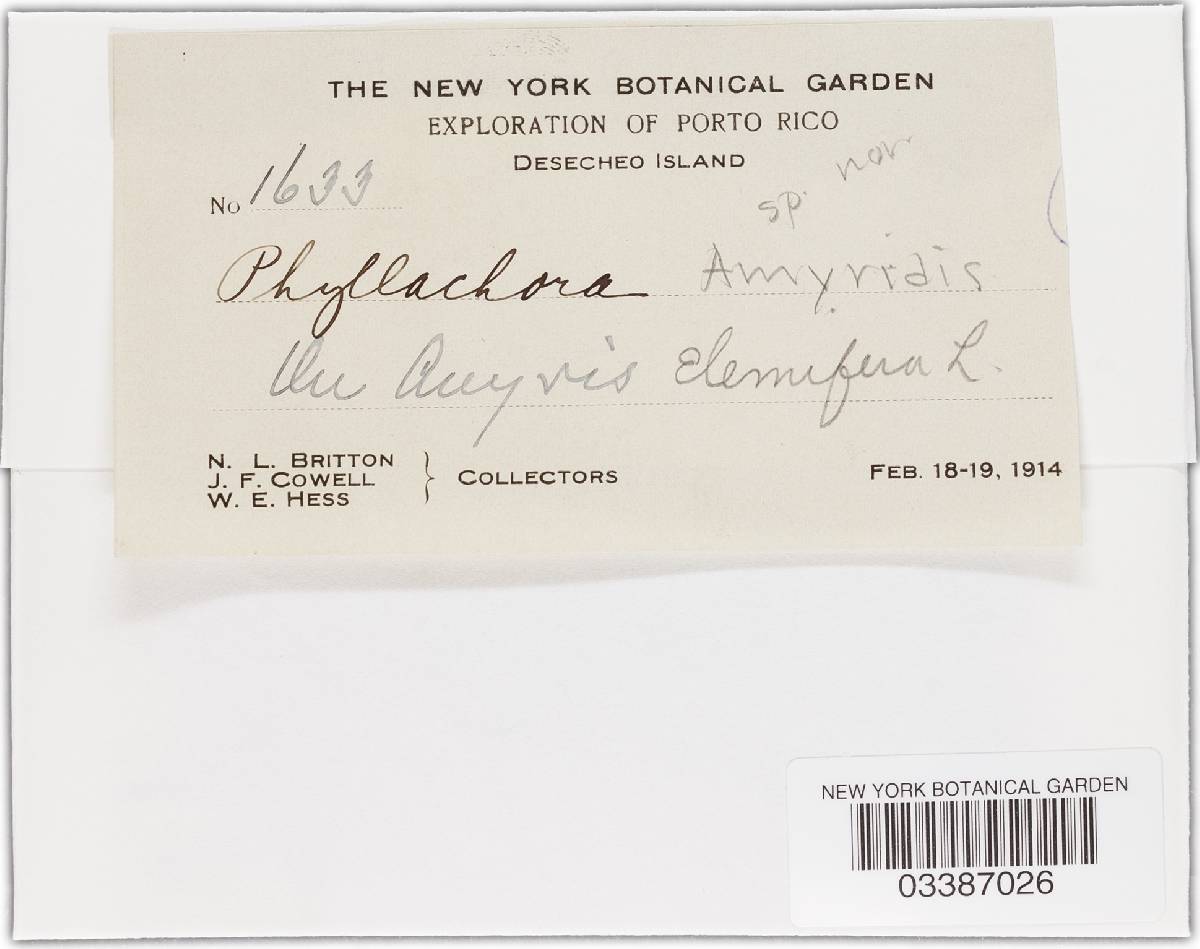 THE NEW YORK BOTANICAL GARDEN
EXPLORATION OF PORTO RICO
DESECHEO ISLAND
No 1633
sp. nov
Phyllachora Amyridis
On Amyris Elemifera L.
N. L. BRITTON
J. F. COWELL
W. E. HESS
} COLLECTORS
FEB. 18-19, 1914
NEW YORK BOTANICAL GARDEN
03387026